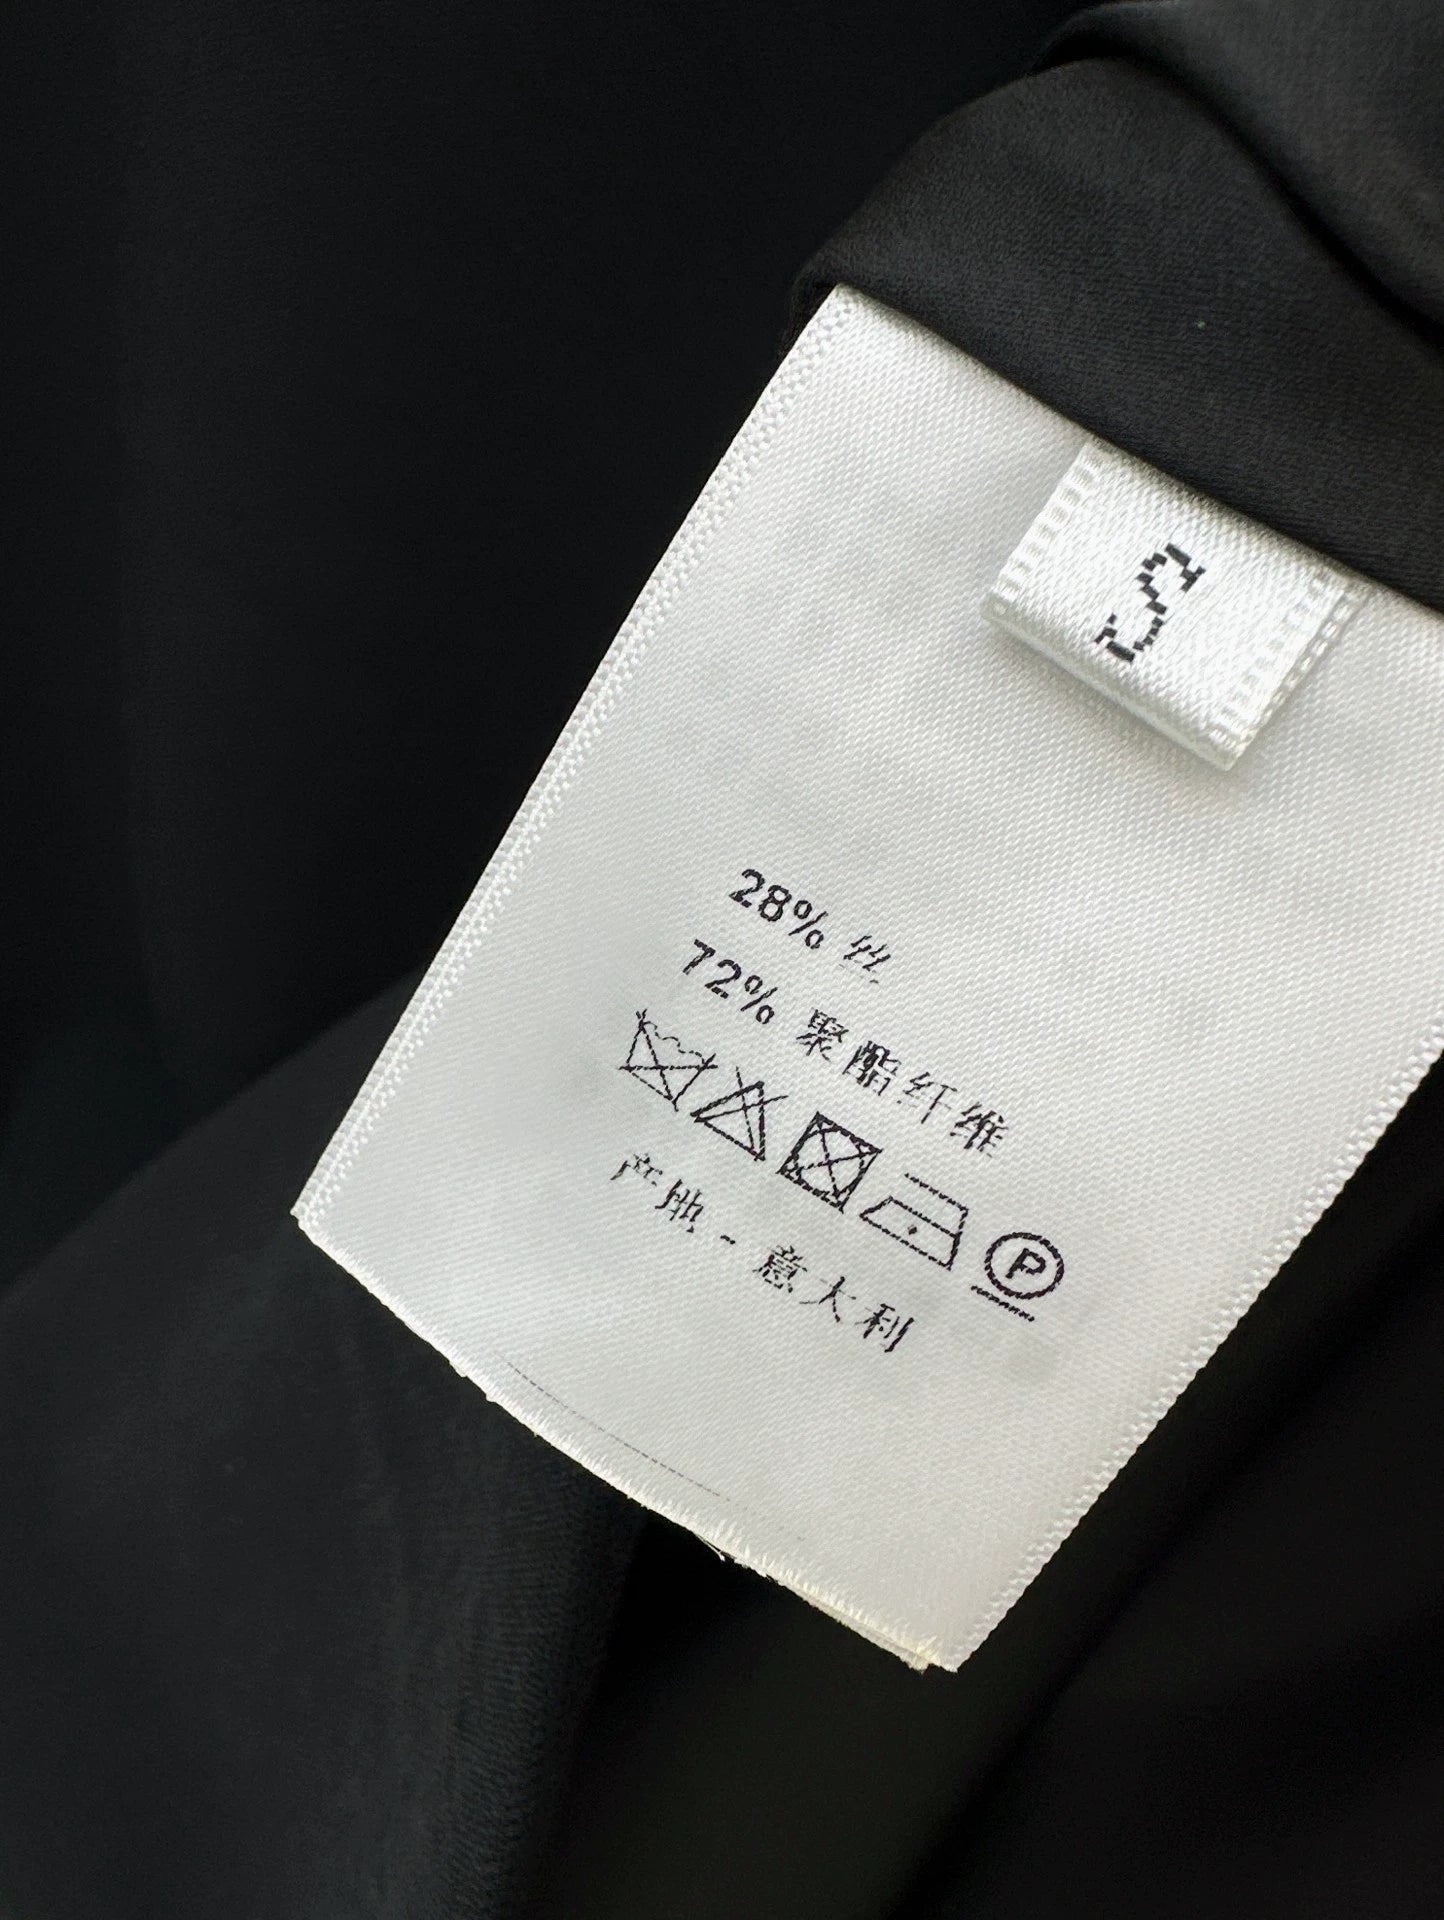 S
28% 丝
72% 聚酯纤维
P
产地-意大利